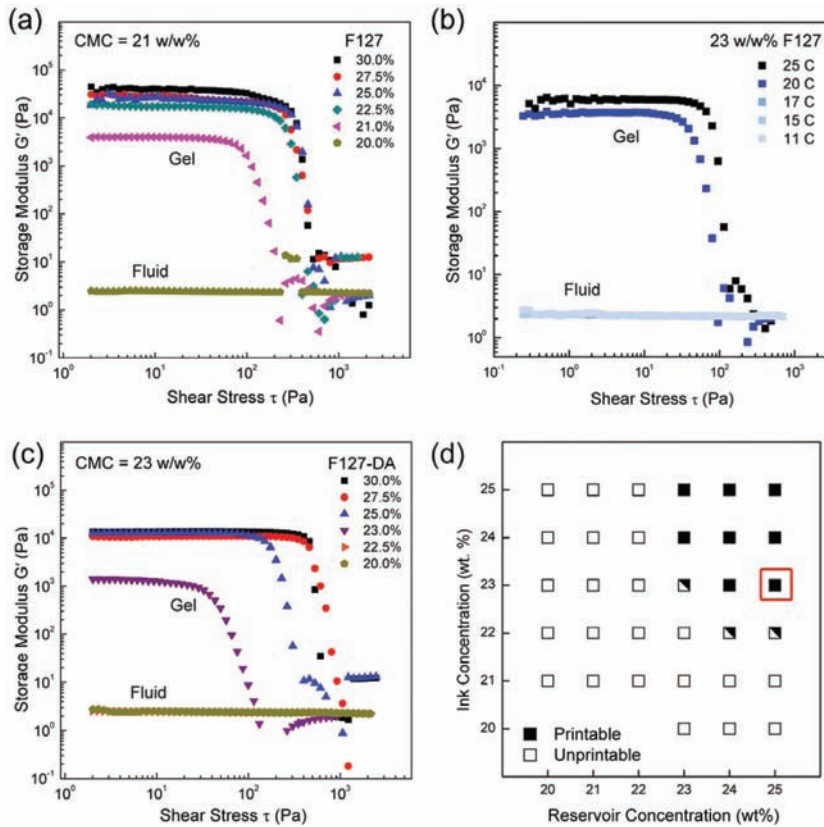 (a)
CMC = 21 w/w%
F127
30.0%
27.5%
25.0%
22.5%
21.0%
20.0%
Gel
Fluid
Storage Modulus G' (Pa)
10⁵
10⁴
10³
10²
10¹
10⁰
10⁻¹
10⁰
10¹
10²
10³
Shear Stress τ (Pa)
(b)
23 w/w% F127
25 C
20 C
17 C
15 C
11 C
Gel
Fluid
Storage Modulus G' (Pa)
10⁴
10³
10²
10¹
10⁰
10⁻¹
10⁰
10¹
10²
10³
Shear Stress τ (Pa)
(c)
CMC = 23 w/w%
F127-DA
30.0%
27.5%
25.0%
23.0%
22.5%
20.0%
Gel
Fluid
Storage Modulus G' (Pa)
10⁵
10⁴
10³
10²
10¹
10⁰
10⁻¹
10⁰
10¹
10²
10³
Shear Stress τ (Pa)
(d)
Ink Concentration (wt. %)
25
24
23
22
21
20
Printable
Unprintable
20 21 22 23 24 25
Reservoir Concentration (wt%)